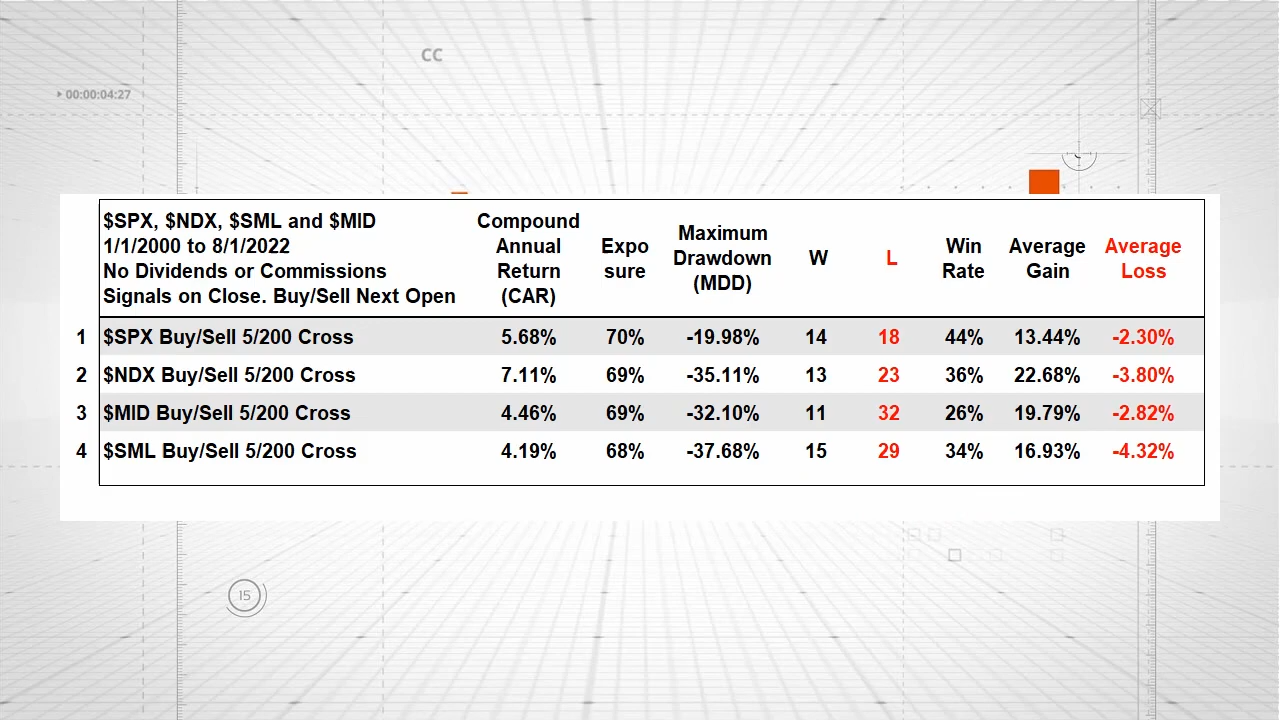 CC
00:00:04:27
$SPX, $NDX, $SML and $MID
1/1/2000 to 8/1/2022
No Dividends or Commissions
Signals on Close. Buy/Sell Next Open
Compound
Annual
Return
(CAR)
Expo
sure
Maximum
Drawdown
(MDD)
W
L
Win
Rate
Average
Gain
Average
Loss
1 $SPX Buy/Sell 5/200 Cross 5.68% 70% -19.98% 14 18 44% 13.44% -2.30%
2 $NDX Buy/Sell 5/200 Cross 7.11% 69% -35.11% 13 23 36% 22.68% -3.80%
3 $MID Buy/Sell 5/200 Cross 4.46% 69% -32.10% 11 32 26% 19.79% -2.82%
4 $SML Buy/Sell 5/200 Cross 4.19% 68% -37.68% 15 29 34% 16.93% -4.32%
15